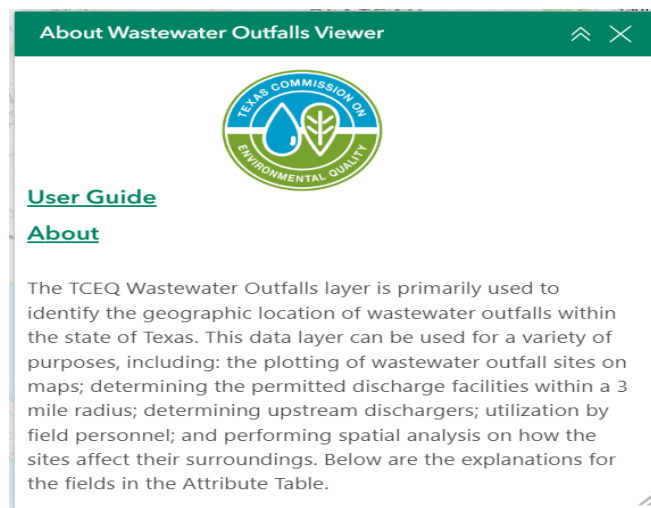 About Wastewater Outfalls Viewer
TEXAS COMMISSION ON
ENVIRONMENTAL QUALITY
User Guide
About
The TCEQ Wastewater Outfalls layer is primarily used to
identify the geographic location of wastewater outfalls within
the state of Texas. This data layer can be used for a variety of
purposes, including: the plotting of wastewater outfall sites on
maps; determining the permitted discharge facilities within a 3
mile radius; determining upstream dischargers; utilization by
field personnel; and performing spatial analysis on how the
sites affect their surroundings. Below are the explanations for
the fields in the Attribute Table.